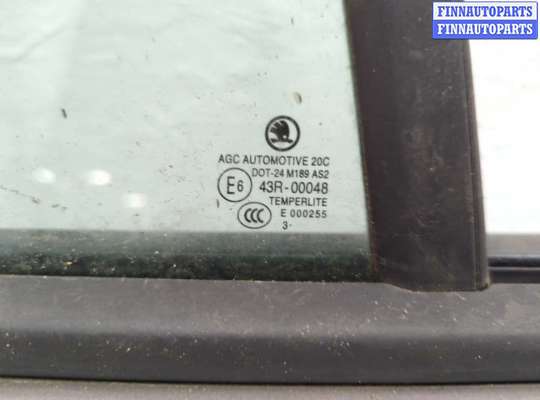 FINNAUTOPARTS
FINNAUTOPARTS
AGC AUTOMOTIVE 20C
DOT-24 M189 AS2
E6 43R-00048
TEMPERLITE
CCC E 000255
3-